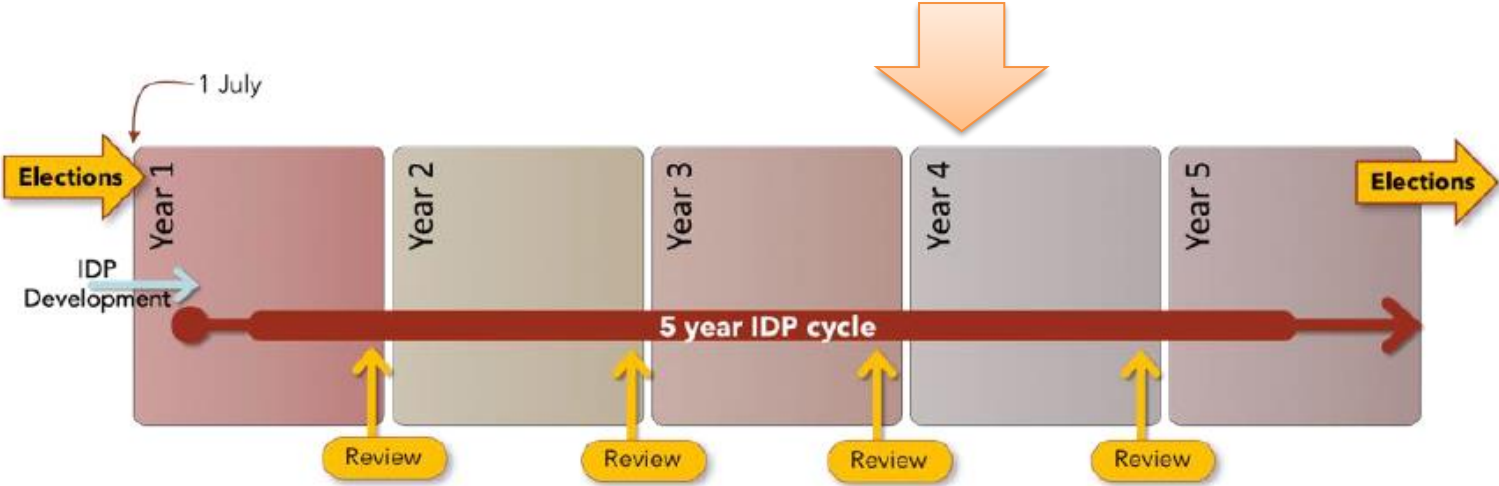 1 July
Elections
Year 1
Year 2
Year 3
Year 4
Year 5
Elections
IDP
Development
5 year IDP cycle
Review
Review
Review
Review